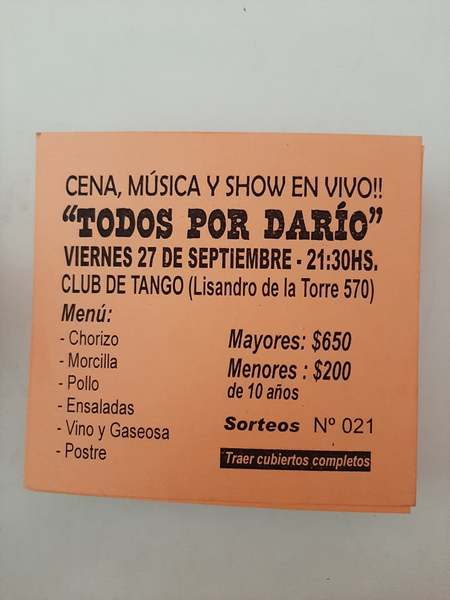 CENA, MÚSICA Y SHOW EN VIVO!!
“TODOS POR DARÍO”
VIERNES 27 DE SEPTIEMBRE - 21:30HS.
CLUB DE TANGO (Lisandro de la Torre 570)
Menú:
- Chorizo
- Morcilla
- Pollo
- Ensaladas
- Vino y Gaseosa
- Postre
Mayores: $650
Menores : $200
de 10 años
Sorteos Nº 021
Traer cubiertos completos